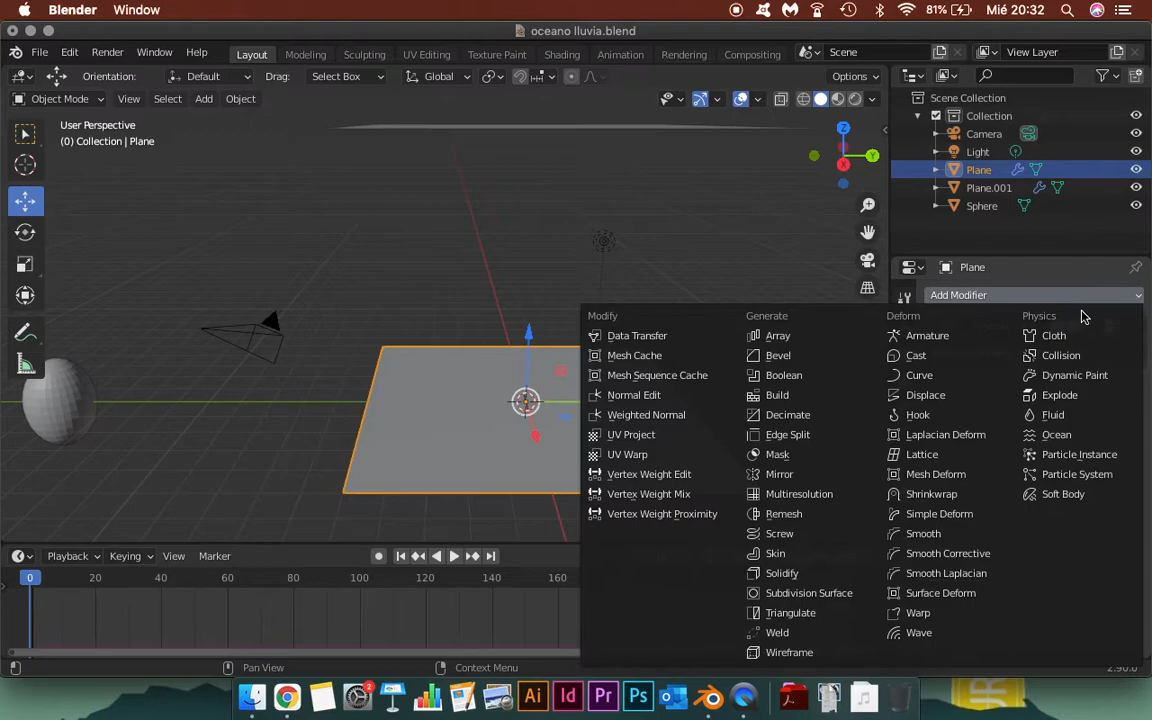 Blender Window 81% Mié 20:32
oceano lluvia.blend
File Edit Render Window Help Layout Modeling Sculpting UV Editing Texture Paint Shading Animation Rendering Compositing Scene View Layer
Orientation: Default Drag: Select Box Global Options
Object Mode View Select Add Object
User Perspective
(0) Collection | Plane
Z
Y
X
Scene Collection
Collection
Camera
Light
Plane
Plane.001
Sphere
Plane
Add Modifier
Modify
Data Transfer
Mesh Cache
Mesh Sequence Cache
Normal Edit
Weighted Normal
UV Project
UV Warp
Vertex Weight Edit
Vertex Weight Mix
Vertex Weight Proximity
Generate
Array
Bevel
Boolean
Build
Decimate
Edge Split
Mask
Mirror
Multiresolution
Remesh
Screw
Skin
Solidify
Subdivision Surface
Triangulate
Weld
Wireframe
Deform
Armature
Cast
Curve
Displace
Hook
Laplacian Deform
Lattice
Mesh Deform
Shrinkwrap
Simple Deform
Smooth
Smooth Corrective
Smooth Laplacian
Surface Deform
Warp
Wave
Physics
Cloth
Collision
Dynamic Paint
Explode
Fluid
Ocean
Particle Instance
Particle System
Soft Body
Playback Keying View Marker
0 20 40 60 80 100 120 140 160
Pan View Context Menu 2.90.0
2 Ai Id Pr Ps